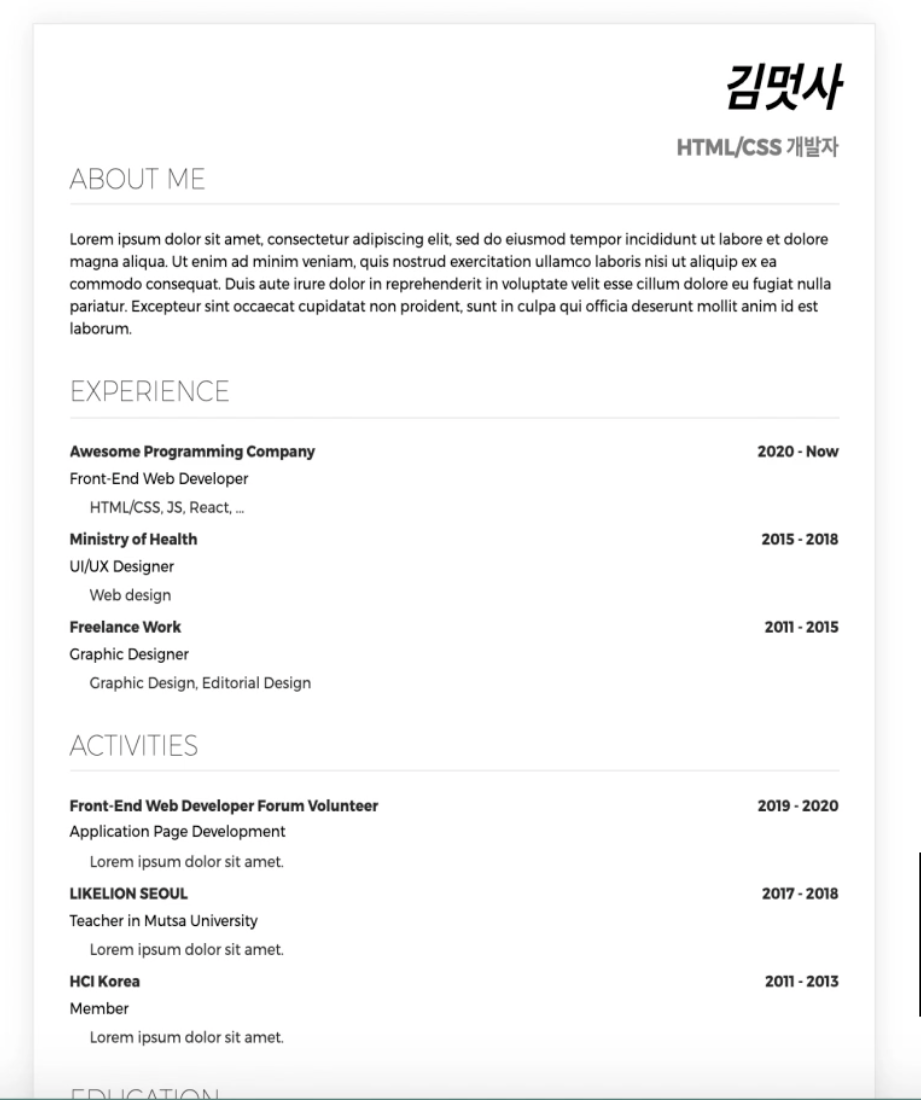 김멋사
HTML/CSS 개발자
ABOUT ME
Lorem ipsum dolor sit amet, consectetur adipiscing elit, sed do eiusmod tempor incididunt ut labore et dolore
magna aliqua. Ut enim ad minim veniam, quis nostrud exercitation ullamco laboris nisi ut aliquip ex ea
commodo consequat. Duis aute irure dolor in reprehenderit in voluptate velit esse cillum dolore eu fugiat nulla
pariatur. Excepteur sint occaecat cupidatat non proident, sunt in culpa qui officia deserunt mollit anim id est
laborum.
EXPERIENCE
Awesome Programming Company 2020 - Now
Front-End Web Developer
HTML/CSS, JS, React, ...
Ministry of Health 2015 - 2018
UI/UX Designer
Web design
Freelance Work 2011 - 2015
Graphic Designer
Graphic Design, Editorial Design
ACTIVITIES
Front-End Web Developer Forum Volunteer 2019 - 2020
Application Page Development
Lorem ipsum dolor sit amet.
LIKELION SEOUL 2017 - 2018
Teacher in Mutsa University
Lorem ipsum dolor sit amet.
HCI Korea 2011 - 2013
Member
Lorem ipsum dolor sit amet.
EDUCATION